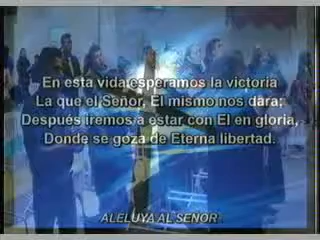 En esta vida esperamos la victoria
La que el Señor, El mismo nos dara;
Después iremos a estar con El en gloria,
Donde se goza de Eterna libertad.
ALELUYA AL SEÑOR